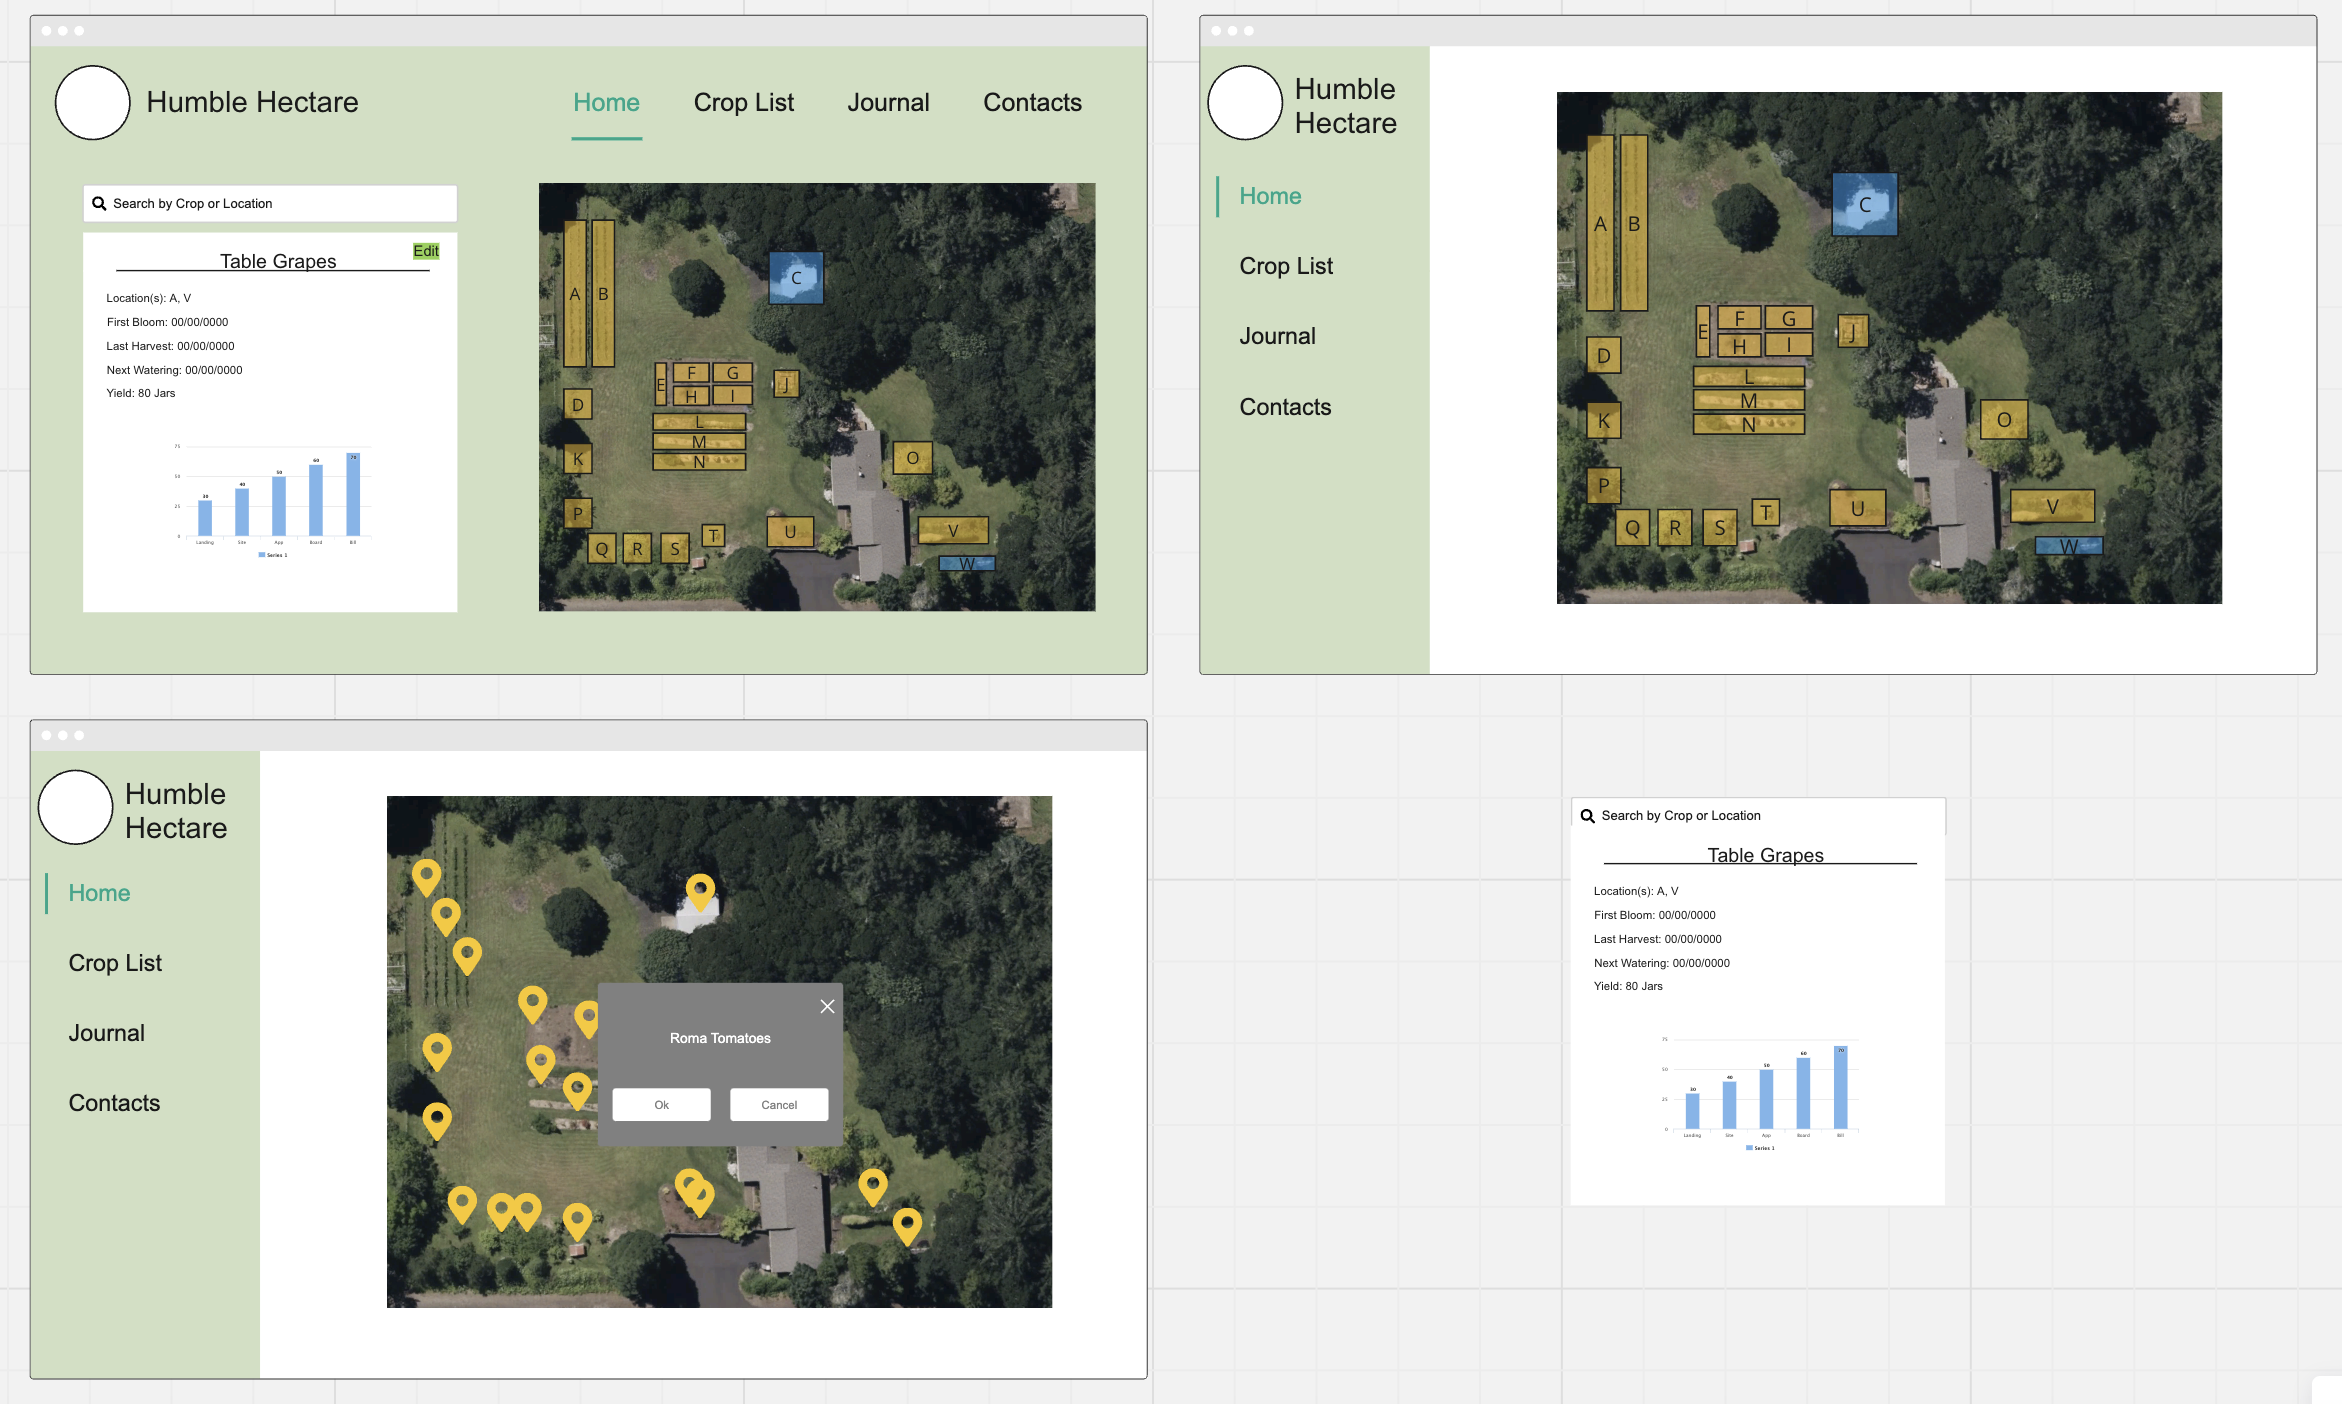 Humble Hectare
Home
Crop List
Journal
Contacts
Search by Crop or Location
Edit
Table Grapes
Location(s): A, V
First Bloom: 00/00/0000
Last Harvest: 00/00/0000
Next Watering: 00/00/0000
Yield: 80 Jars
75
50
25
0
30
40
50
60
70
Landing
Site
App
Board
Bill
Series 1
A
B
C
D
E
F
G
H
I
J
K
L
M
N
O
P
Q
R
S
T
U
V
W
Humble
Hectare
Home
Crop List
Journal
Contacts
A
B
C
D
E
F
G
H
I
J
K
L
M
N
O
P
Q
R
S
T
U
V
W
Humble
Hectare
Home
Crop List
Journal
Contacts
Roma Tomatoes
Ok
Cancel
Search by Crop or Location
Table Grapes
Location(s): A, V
First Bloom: 00/00/0000
Last Harvest: 00/00/0000
Next Watering: 00/00/0000
Yield: 80 Jars
75
50
25
0
30
40
50
60
70
Landing
Site
App
Board
Bill
Series 1